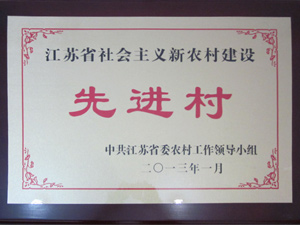 江苏省社会主义新农村建设
先进村
中共江苏省委农村工作领导小组
二〇一三年一月